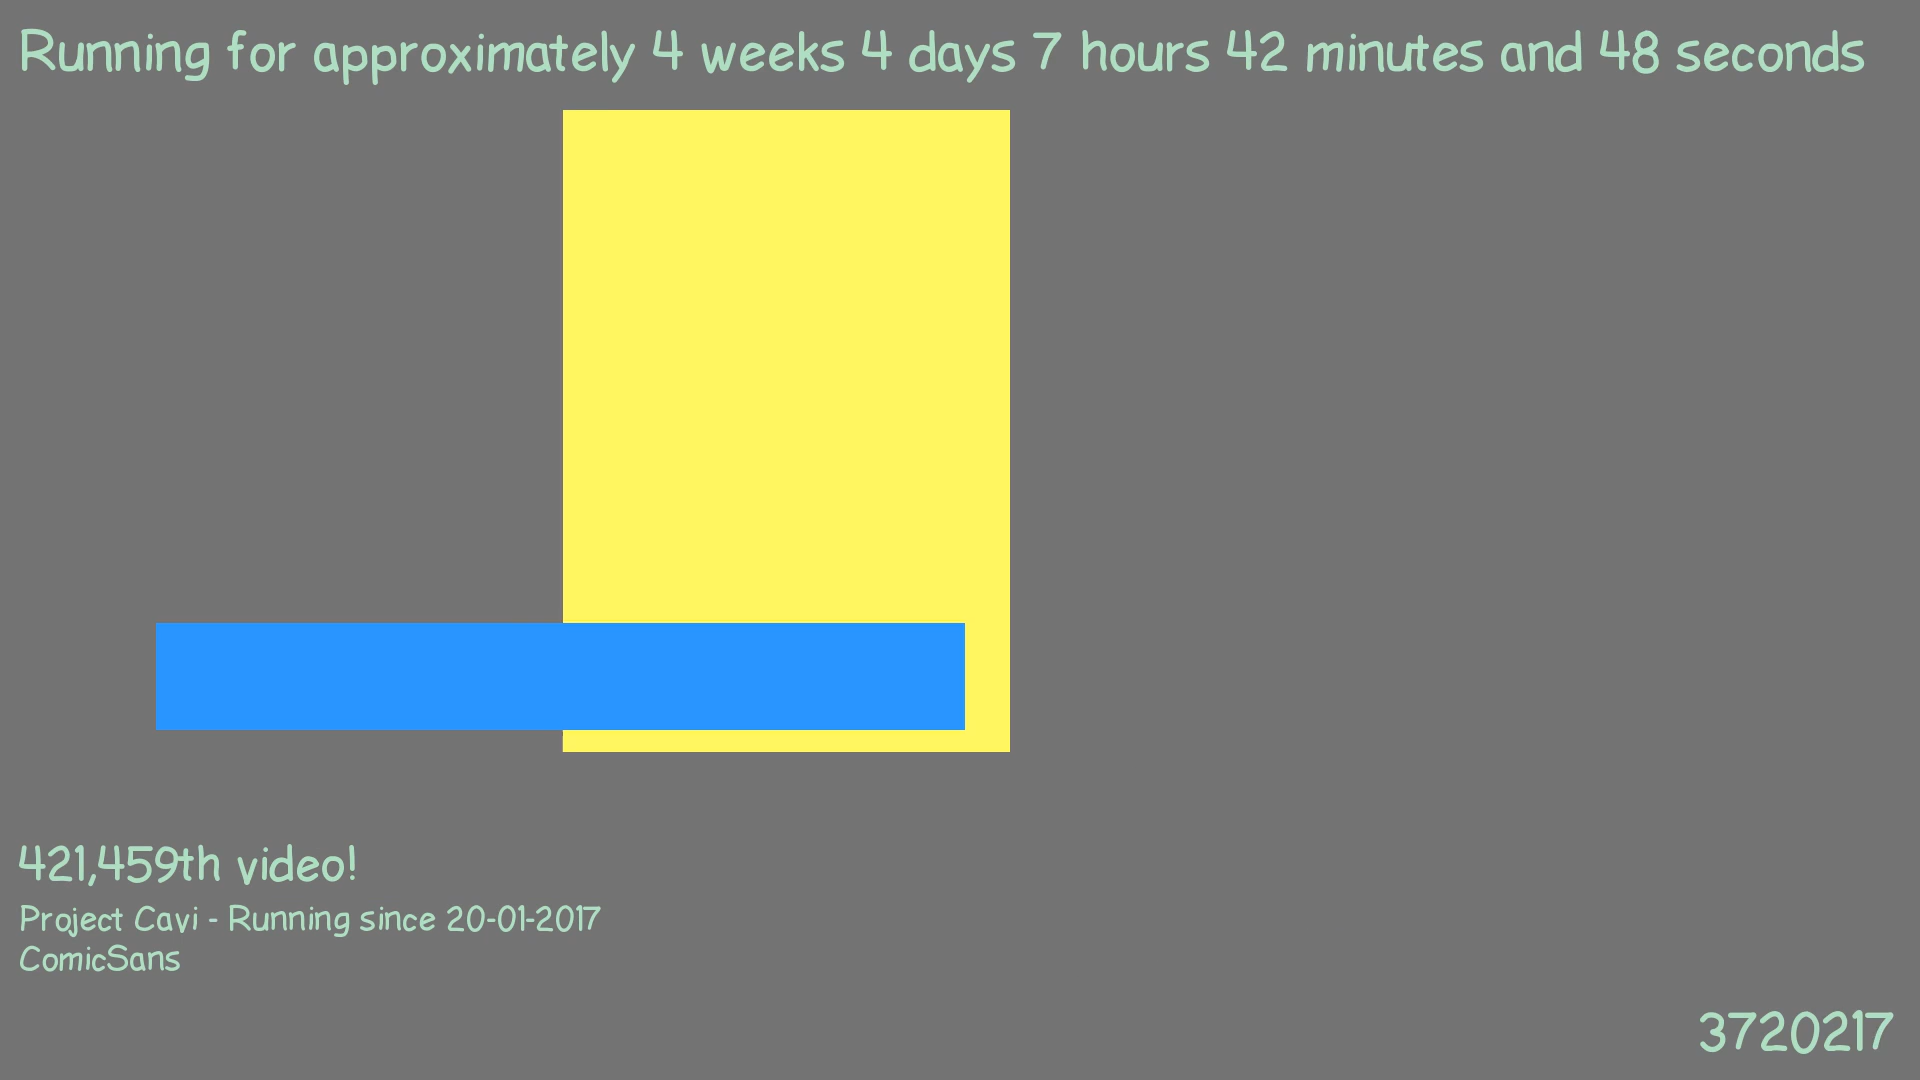 Running for approximately 4 weeks 4 days 7 hours 42 minutes and 48 seconds
421,459th video!
Project Cavi - Running since 20-01-2017
ComicSans
3720217